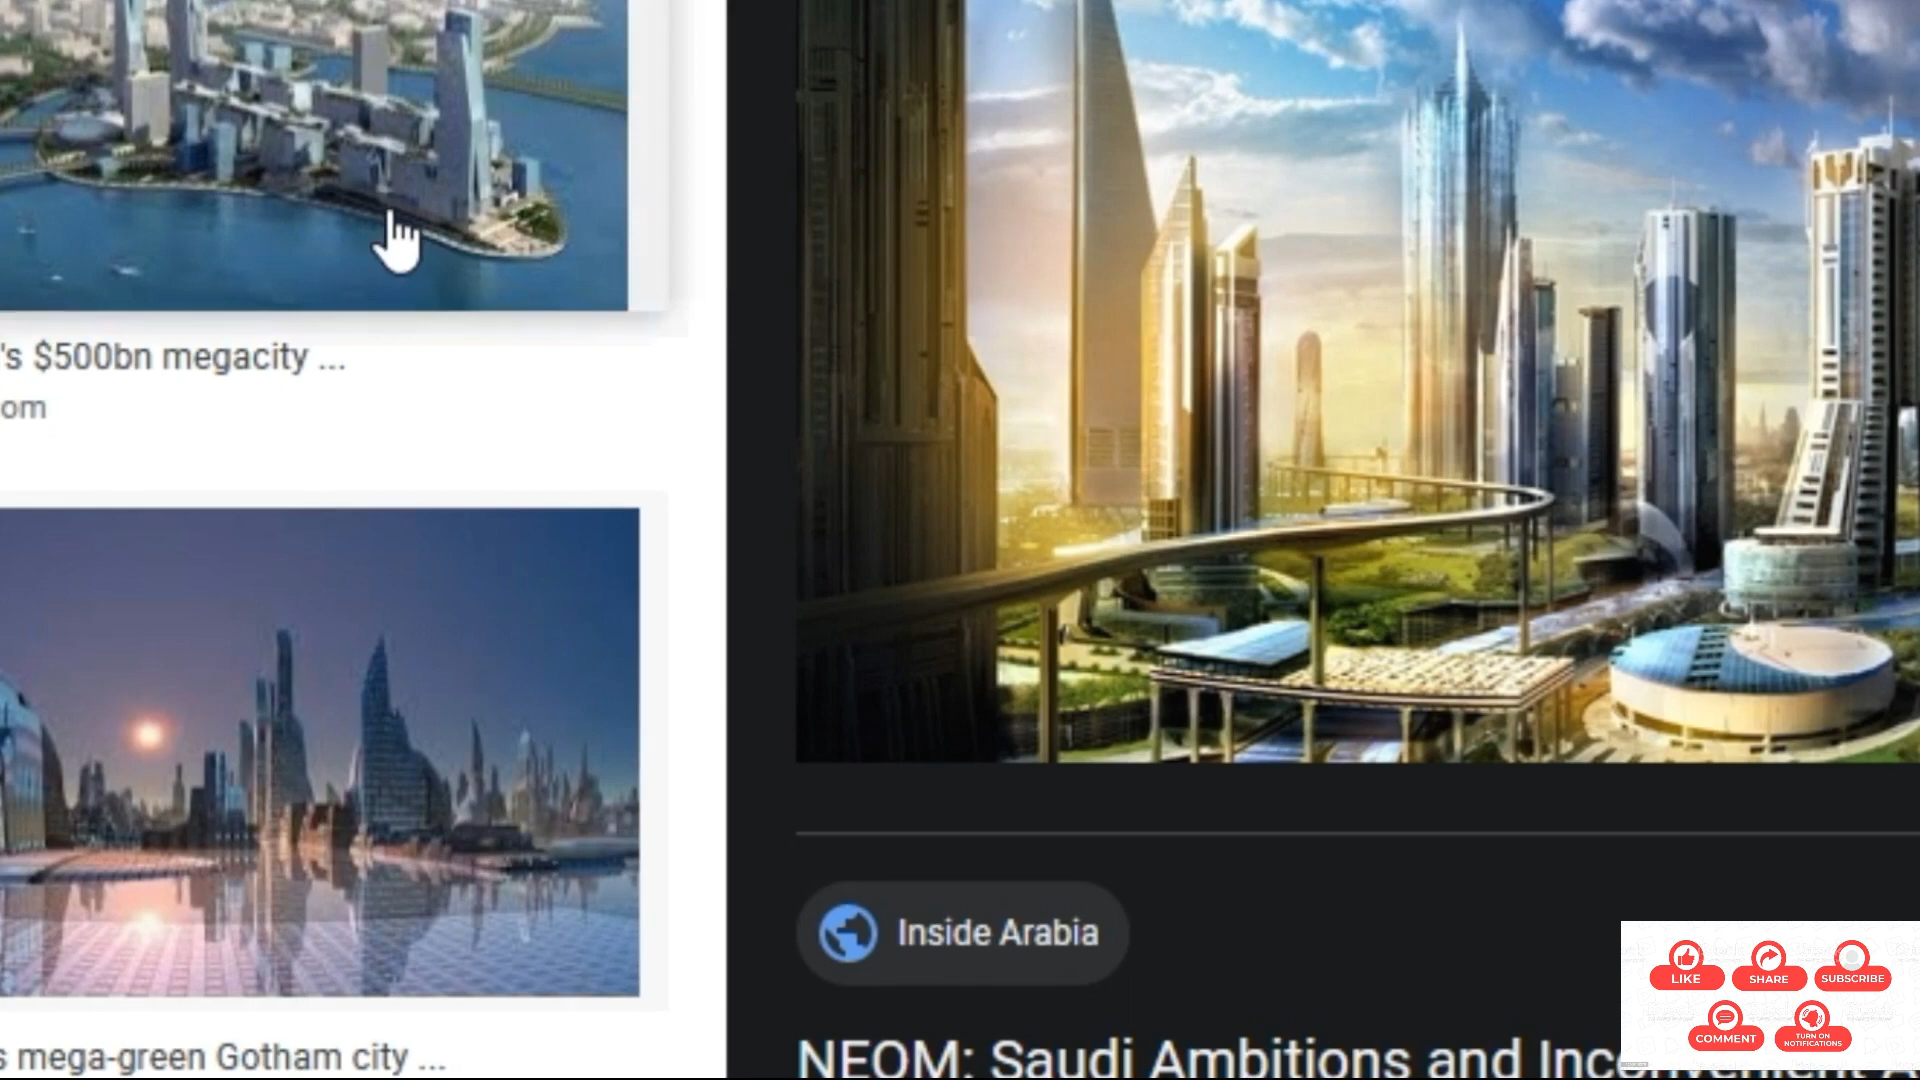 's $500bn megacity ...
om
s mega-green Gotham city ...
Inside Arabia
NEOM: Saudi Ambitions and
LIKE
SHARE
SUBSCRIBE
COMMENT
TURN ON
NOTIFICATIONS